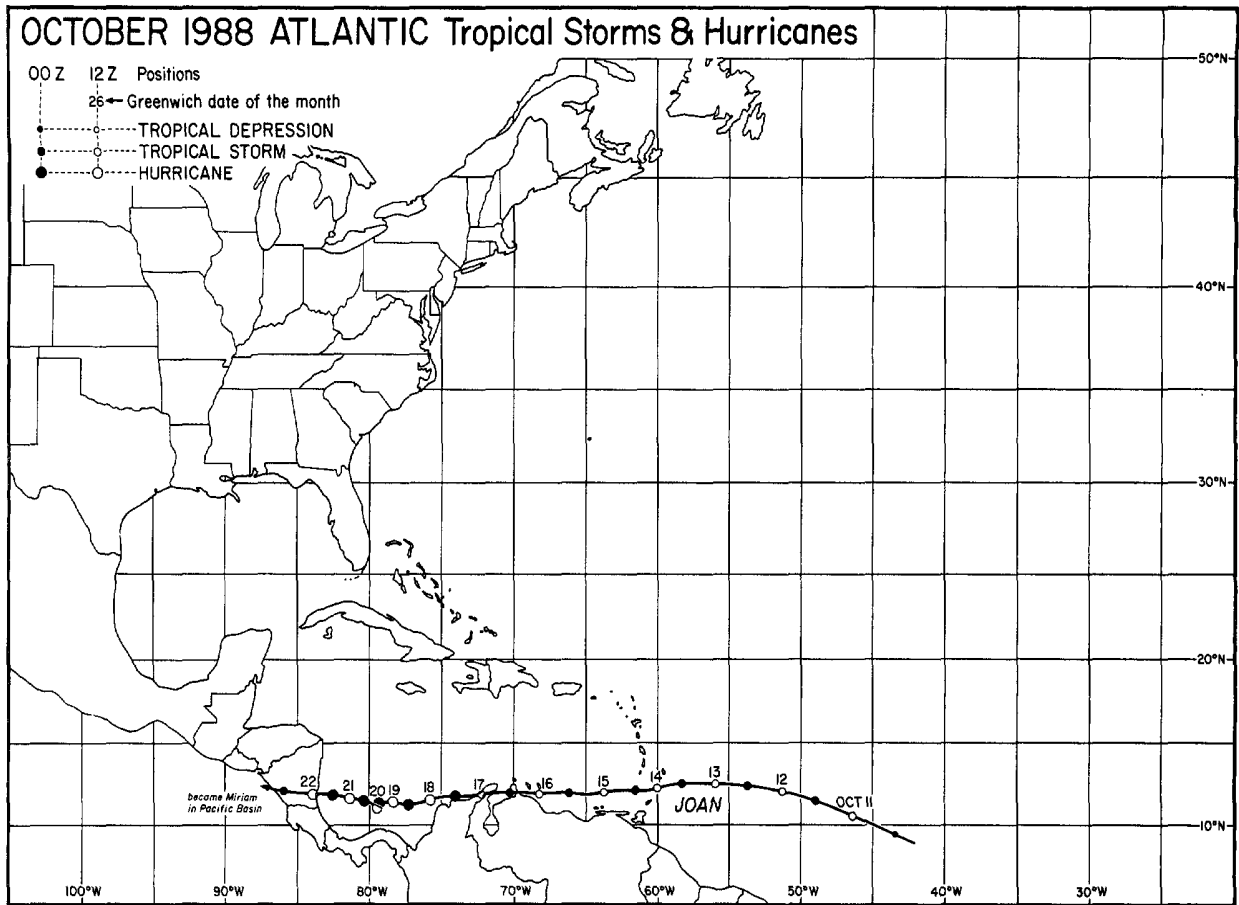 OCTOBER 1988 ATLANTIC Tropical Storms & Hurricanes
00 Z 12 Z Positions
26 Greenwich date of the month
TROPICAL DEPRESSION
TROPICAL STORM
HURRICANE
50°N
40°N
30°N
20°N
22 21 20 19 18 17 16 15 14 13 12
OCT 11
JOAN
became Miriam
in Pacific Basin
10°N
100°W 90°W 80°W 70°W 60°W 50°W 40°W 30°W